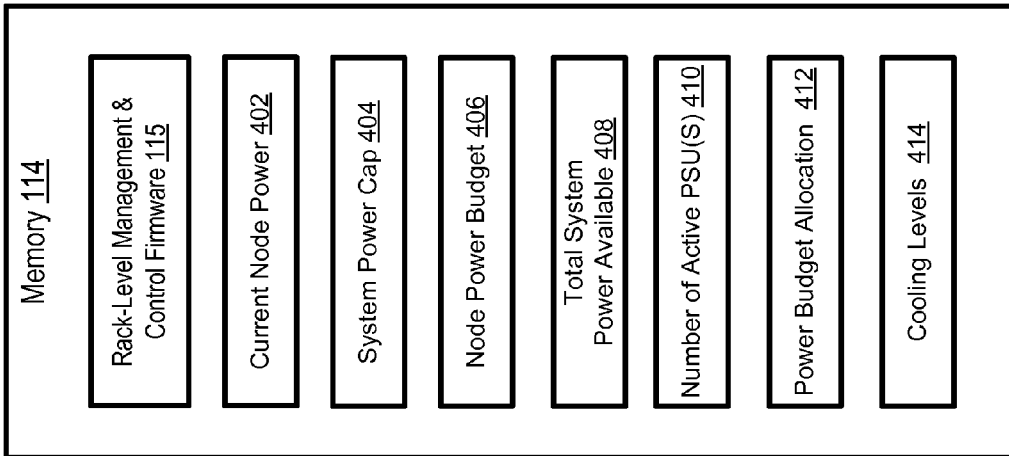 Memory 114
Rack-Level Management &
Control Firmware 115
Current Node Power 402
System Power Cap 404
Node Power Budget 406
Total System
Power Available 408
Number of Active PSU(S) 410
Power Budget Allocation 412
Cooling Levels 414